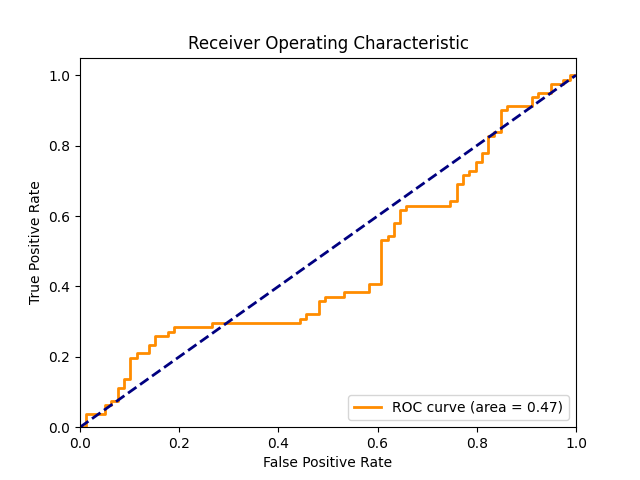 Receiver Operating Characteristic
1.0
0.8
0.6
0.4
0.2
0.0
True Positive Rate
ROC curve (area = 0.47)
0.0 0.2 0.4 0.6 0.8 1.0
False Positive Rate